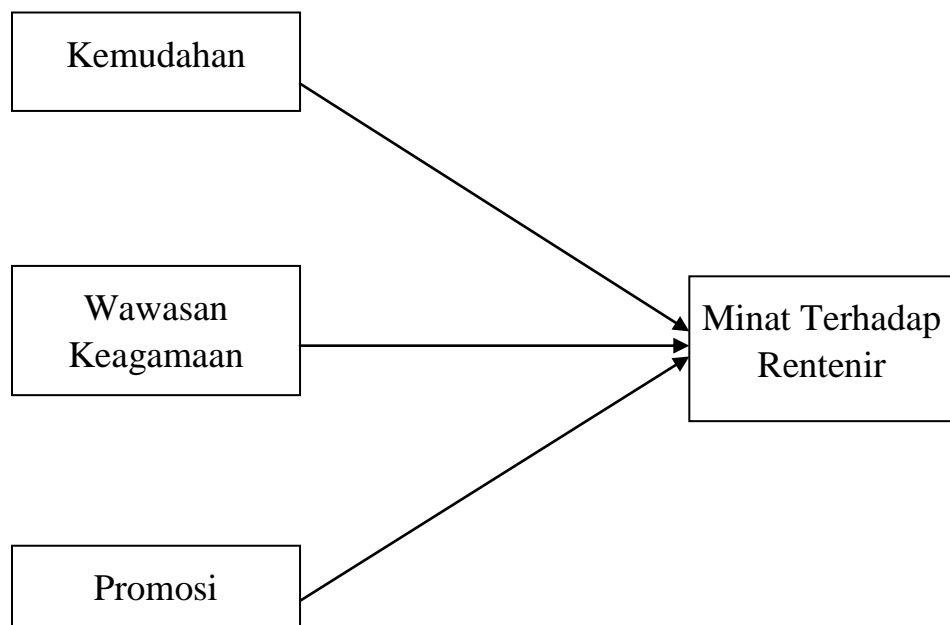 Kemudahan
Wawasan
Keagamaan
Minat Terhadap
Rentenir
Promosi